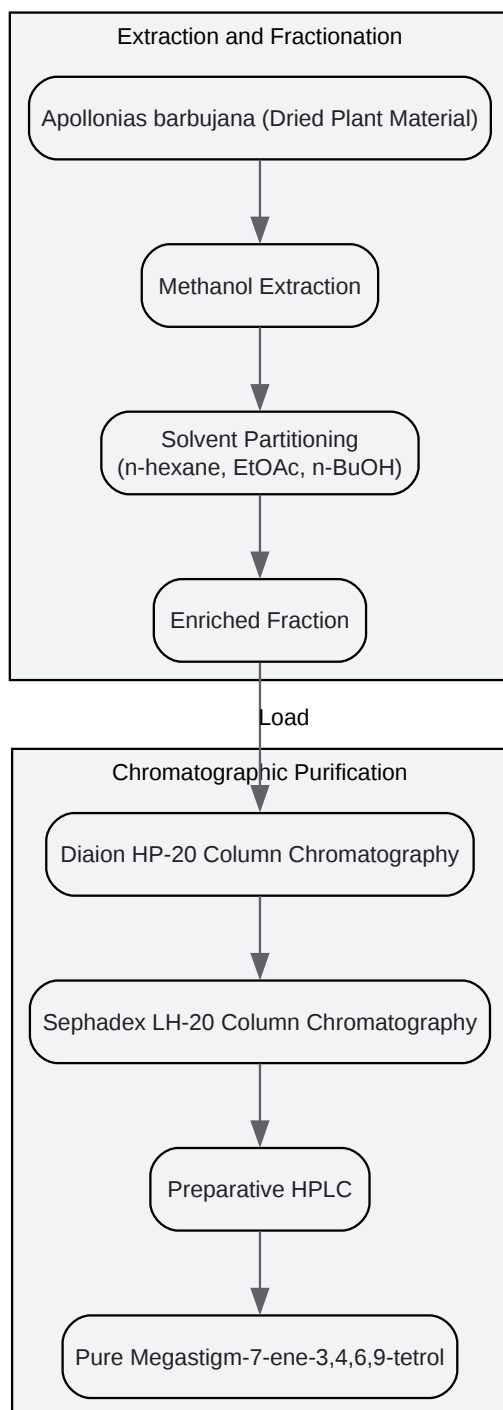 Extraction and Fractionation
Apollonias barbujana (Dried Plant Material)
Methanol Extraction
Solvent Partitioning
(n-hexane, EtOAc, n-BuOH)
Enriched Fraction
Load
Chromatographic Purification
Diaion HP-20 Column Chromatography
Sephadex LH-20 Column Chromatography
Preparative HPLC
Pure Megastigm-7-ene-3,4,6,9-tetrol